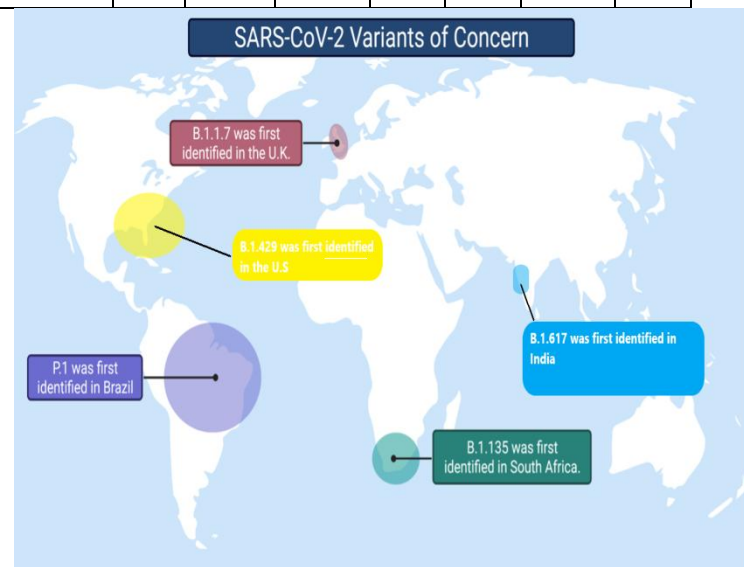 SARS-CoV-2 Variants of Concern
B.1.1.7 was first
identified in the U.K.
B.1.429 was first identified
in the U.S
B.1.617 was first identified in
India
P.1 was first
identified in Brazil
B.1.135 was first
identified in South Africa.